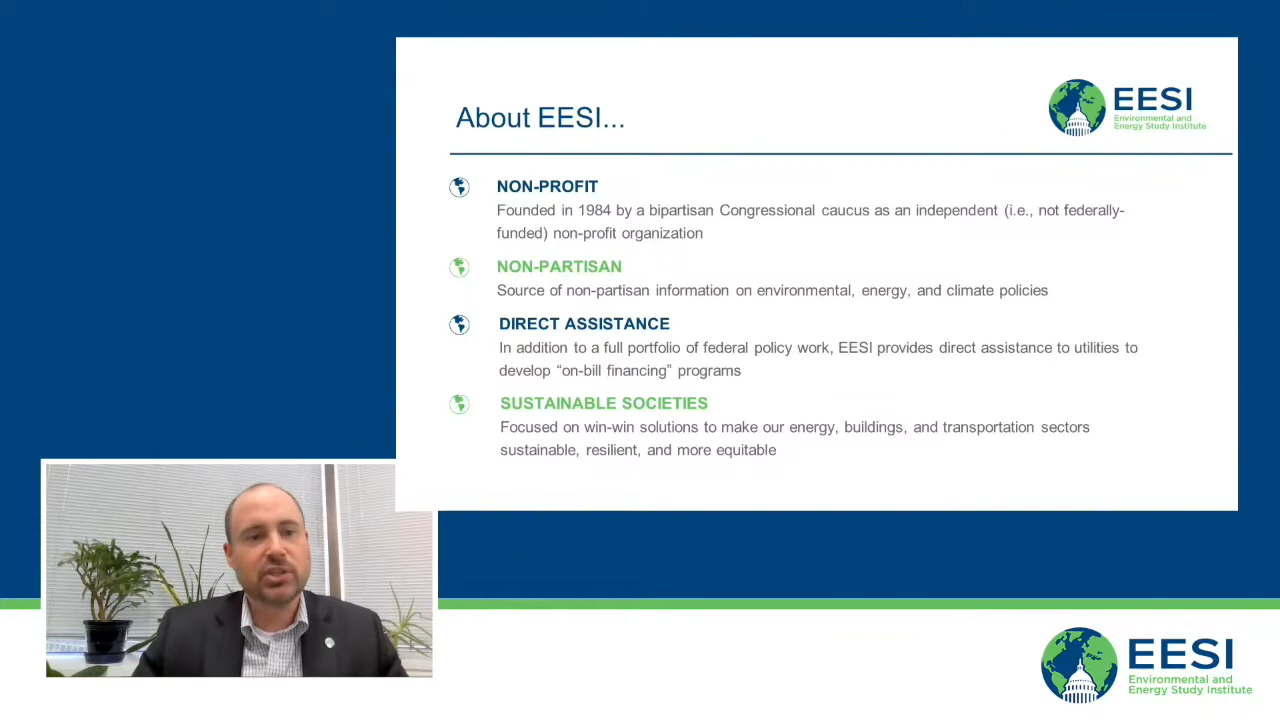 About EESI...
EESI
Environmental and
Energy Study Institute
NON-PROFIT
Founded in 1984 by a bipartisan Congressional caucus as an independent (i.e., not federally-
funded) non-profit organization
NON-PARTISAN
Source of non-partisan information on environmental, energy, and climate policies
DIRECT ASSISTANCE
In addition to a full portfolio of federal policy work, EESI provides direct assistance to utilities to
develop “on-bill financing” programs
SUSTAINABLE SOCIETIES
Focused on win-win solutions to make our energy, buildings, and transportation sectors
sustainable, resilient, and more equitable
EESI
Environmental and
Energy Study Institute